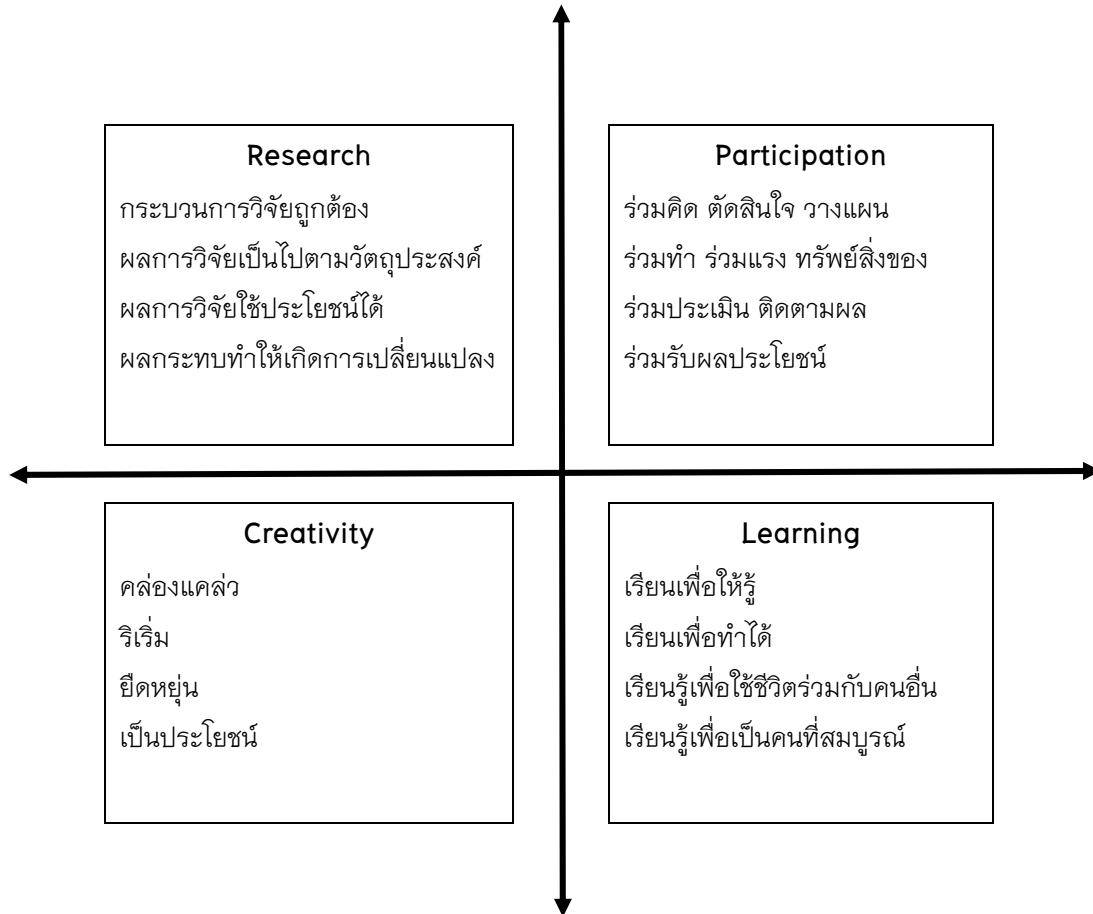 Research
กระบวนการวิจัยถูกต้อง
ผลการวิจัยเป็นไปตามวัตถุประสงค์
ผลการวิจัยใช้ประโยชน์ได้
ผลกระทบทำให้เกิดการเปลี่ยนแปลง
Participation
ร่วมคิด ตัดสินใจ วางแผน
ร่วมทำ ร่วมแรง ทรัพย์สิ่งของ
ร่วมประเมิน ติดตามผล
ร่วมรับผลประโยชน์
Creativity
คล่องแคล่ว
ริเริ่ม
ยืดหยุ่น
เป็นประโยชน์
Learning
เรียนเพื่อให้รู้
เรียนเพื่อทำได้
เรียนรู้เพื่อใช้ชีวิตร่วมกับคนอื่น
เรียนรู้เพื่อเป็นคนที่สมบูรณ์